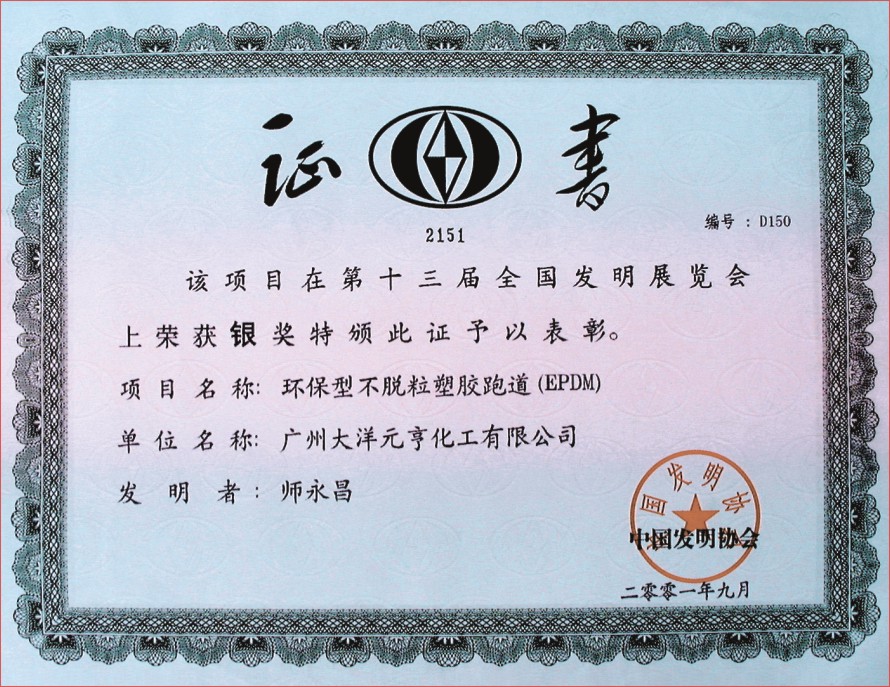 证书
2151
编号：D150
该项目在第十三届全国发明展览会
上荣获银奖特颁此证予以表彰。
项目名称：环保型不脱粒塑胶跑道(EPDM)
单位名称：广州大洋元亨化工有限公司
发明者：师永昌
国发明协
中国发明协会
二零零一年九月